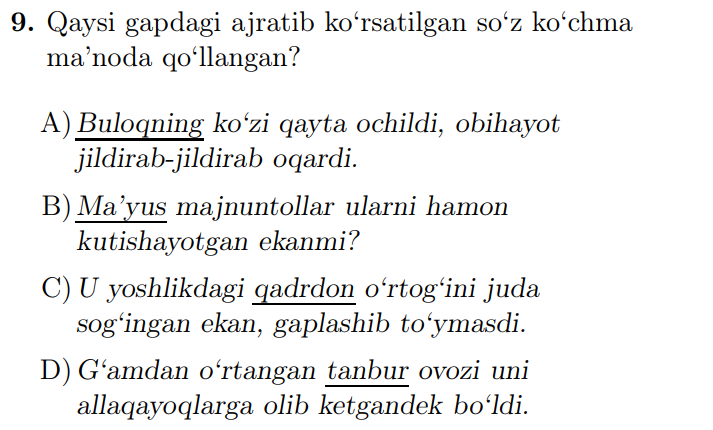 9. Qaysi gapdagi ajratib ko‘rsatilgan so‘z ko‘chma
ma’noda qo‘llangan?
A) Buloqning ko‘zi qayta ochildi, obihayot
jildirab-jildirab oqardi.
B) Ma’yus majnuntollar ularni hamon
kutishayotgan ekanmi?
C) U yoshlikdagi qadrdon o‘rtog‘ini juda
sog‘ingan ekan, gaplashib to‘ymasdi.
D) G‘amdan o‘rtangan tanbur ovozi uni
allaqayoqlarga olib ketgandek bo‘ldi.